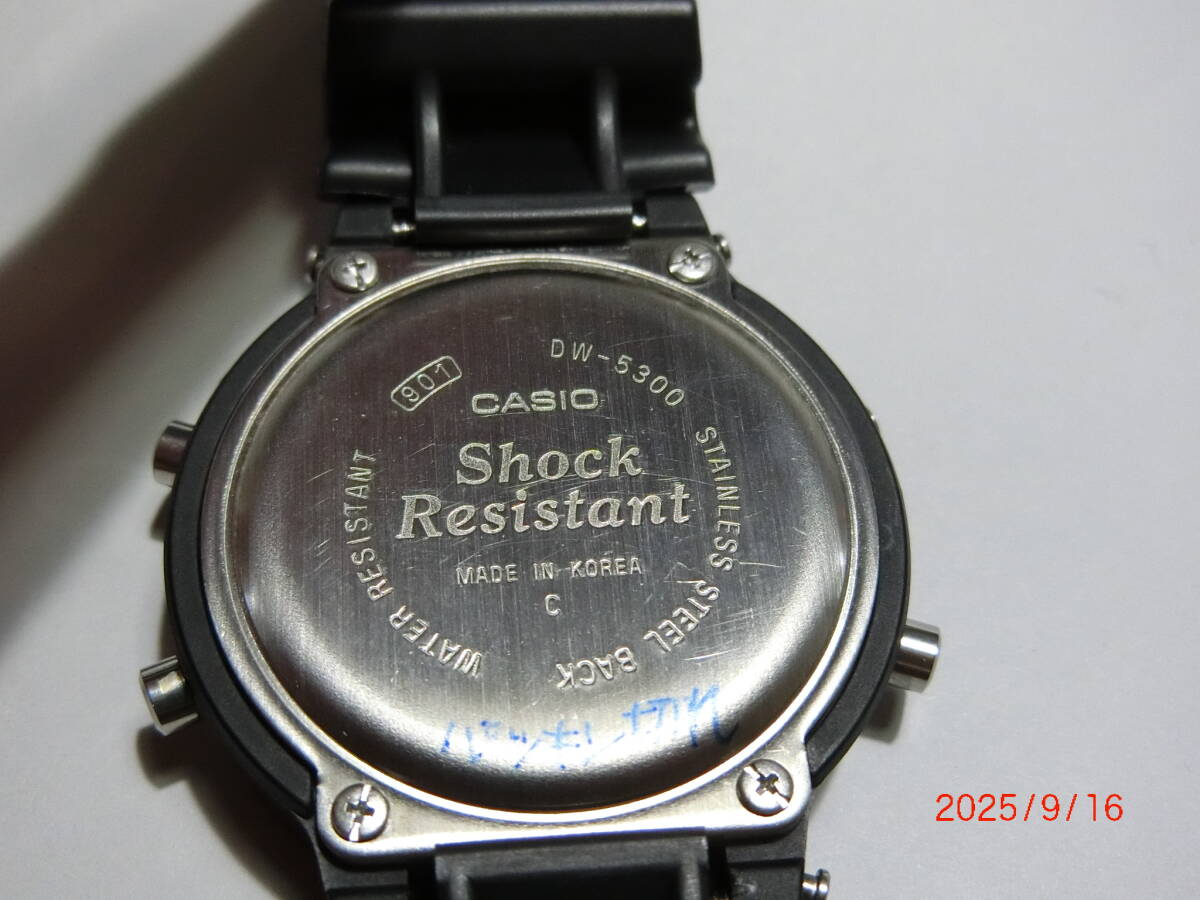 901
DW-5300
CASIO
Shock
Resistant
MADE IN KOREA
C
WATER RESISTANT
STAINLESS STEEL BACK
2025/9/16